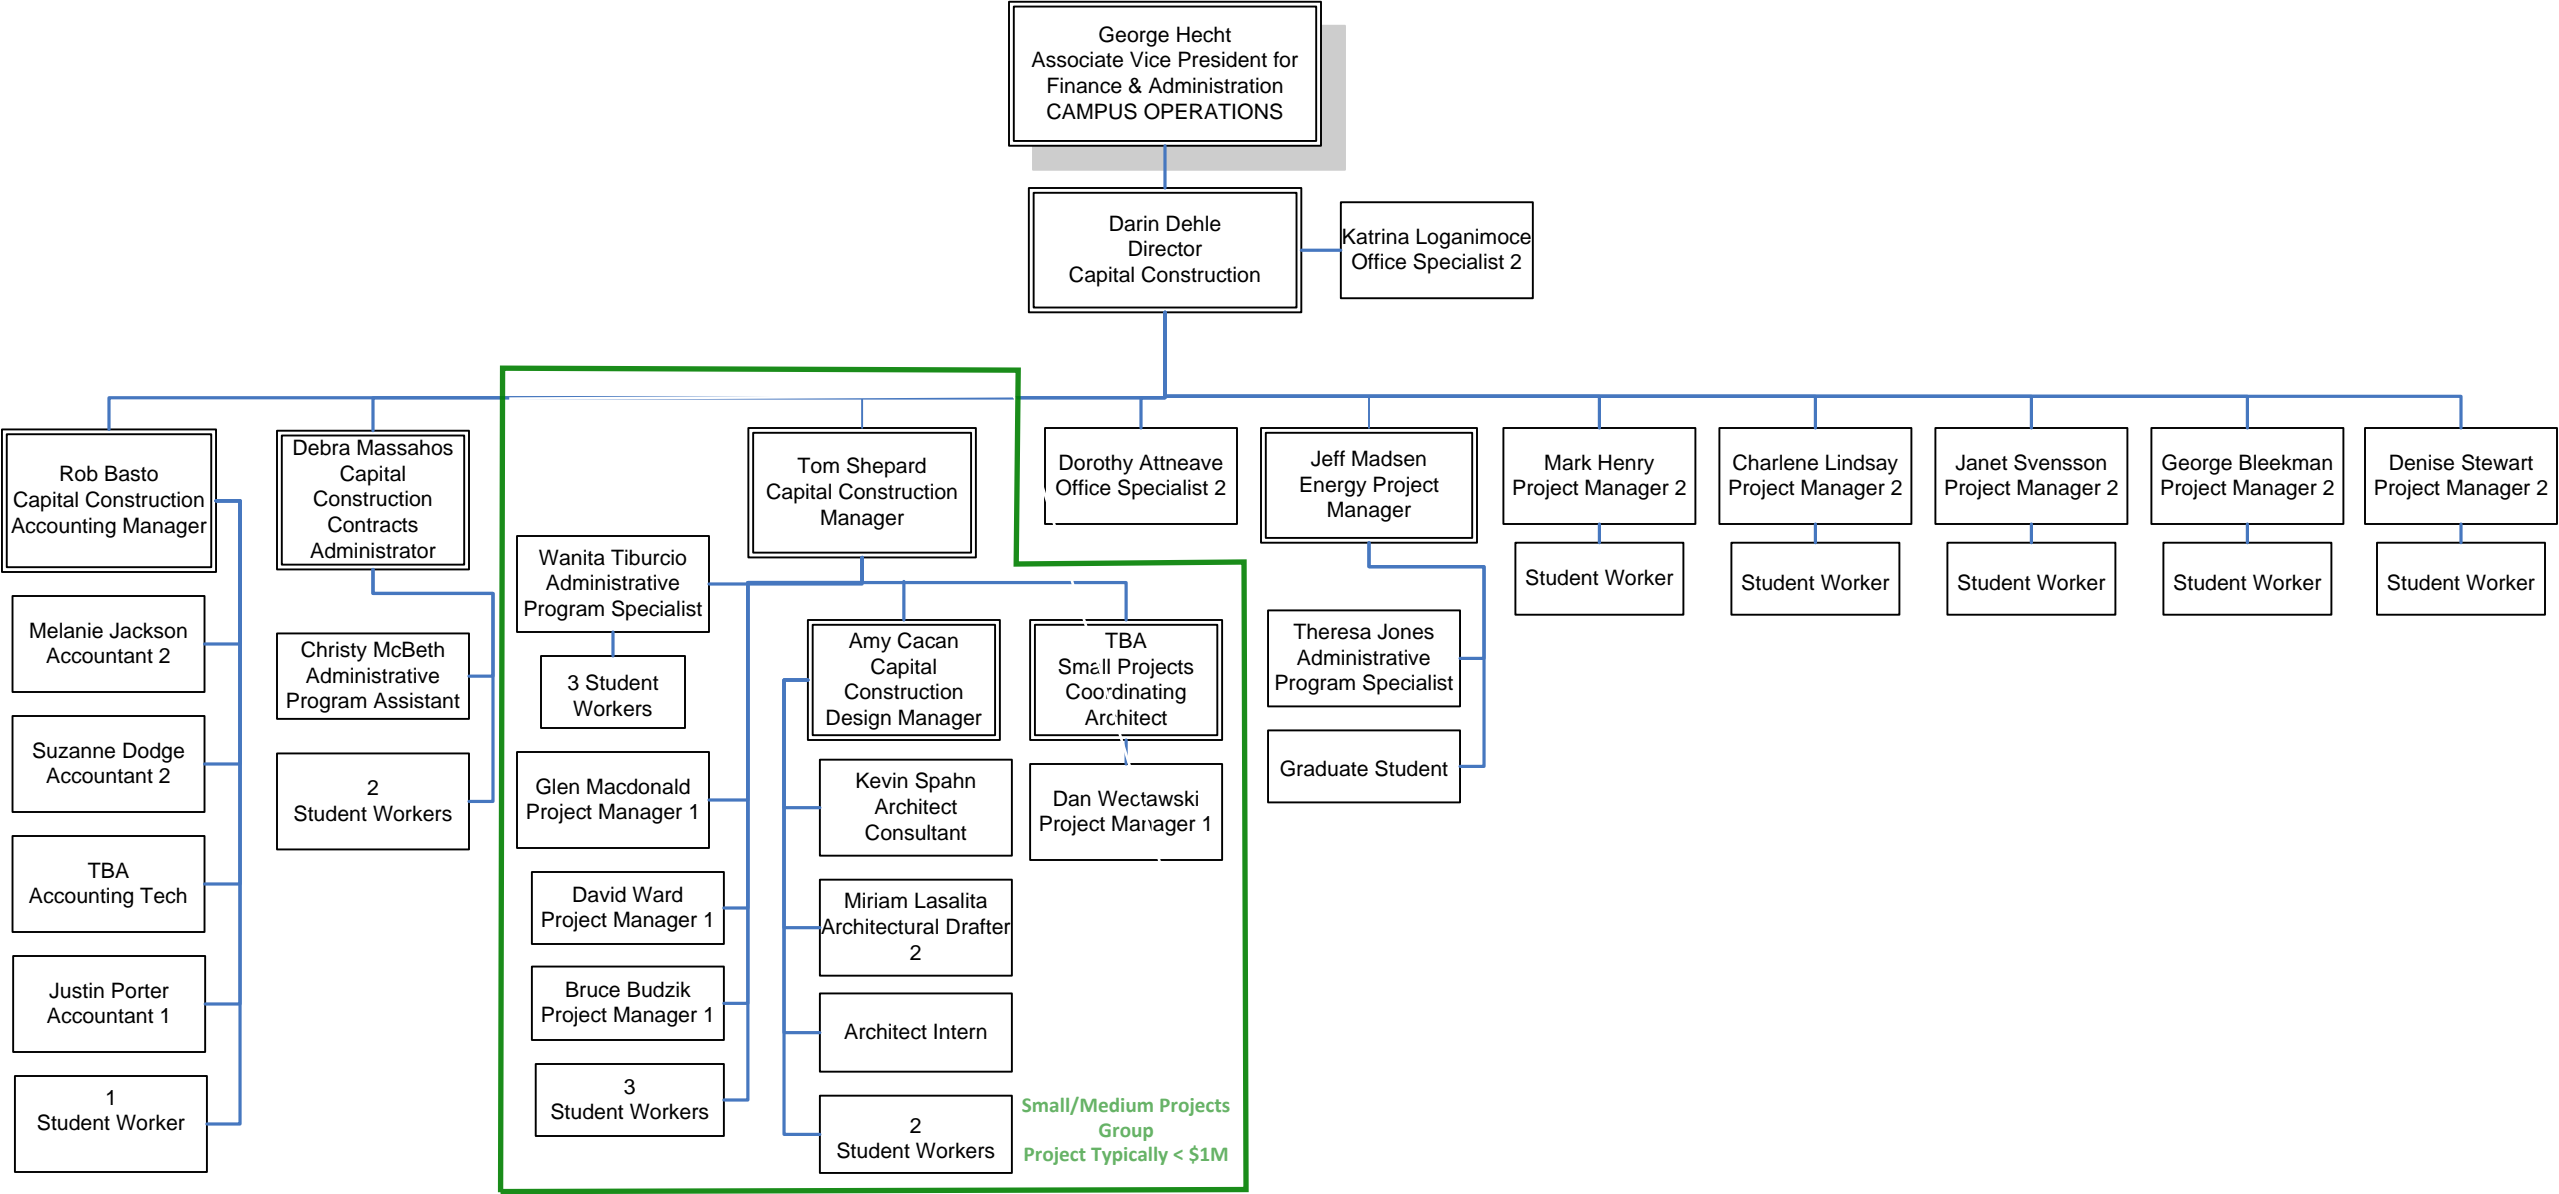 George Hecht
Associate Vice President for
Finance & Administration
CAMPUS OPERATIONS
Darin Dehle
Director
Capital Construction
Katrina Loganimoce
Office Specialist 2
Rob Basto
Capital Construction
Accounting Manager
Melanie Jackson
Accountant 2
Suzanne Dodge
Accountant 2
TBA
Accounting Tech
Justin Porter
Accountant 1
1
Student Worker
Debra Massahos
Capital
Construction
Contracts
Administrator
Christy McBeth
Administrative
Program Assistant
2
Student Workers
Tom Shepard
Capital Construction
Manager
Wanita Tiburcio
Administrative
Program Specialist
3 Student
Workers
Glen Macdonald
Project Manager 1
David Ward
Project Manager 1
Bruce Budzik
Project Manager 1
3
Student Workers
Amy Cacan
Capital
Construction
Design Manager
Kevin Spahn
Architect
Consultant
Miriam Lasalita
Architectural Drafter
2
Architect Intern
2
Student Workers
TBA
Small Projects
Coordinating
Architect
Dan
Project Manager 1
Small/Medium Projects
Group
Project Typically < $1M
Dorothy Attneave
Office Specialist 2
Jeff Madsen
Energy Project
Manager
Theresa Jones
Administrative
Program Specialist
Graduate Student
Mark Henry
Project Manager 2
Student Worker
Charlene Lindsay
Project Manager 2
Student Worker
Janet Svensson
Project Manager 2
Student Worker
George Bleekman
Project Manager 2
Student Worker
Denise Stewart
Project Manager 2
Student Worker